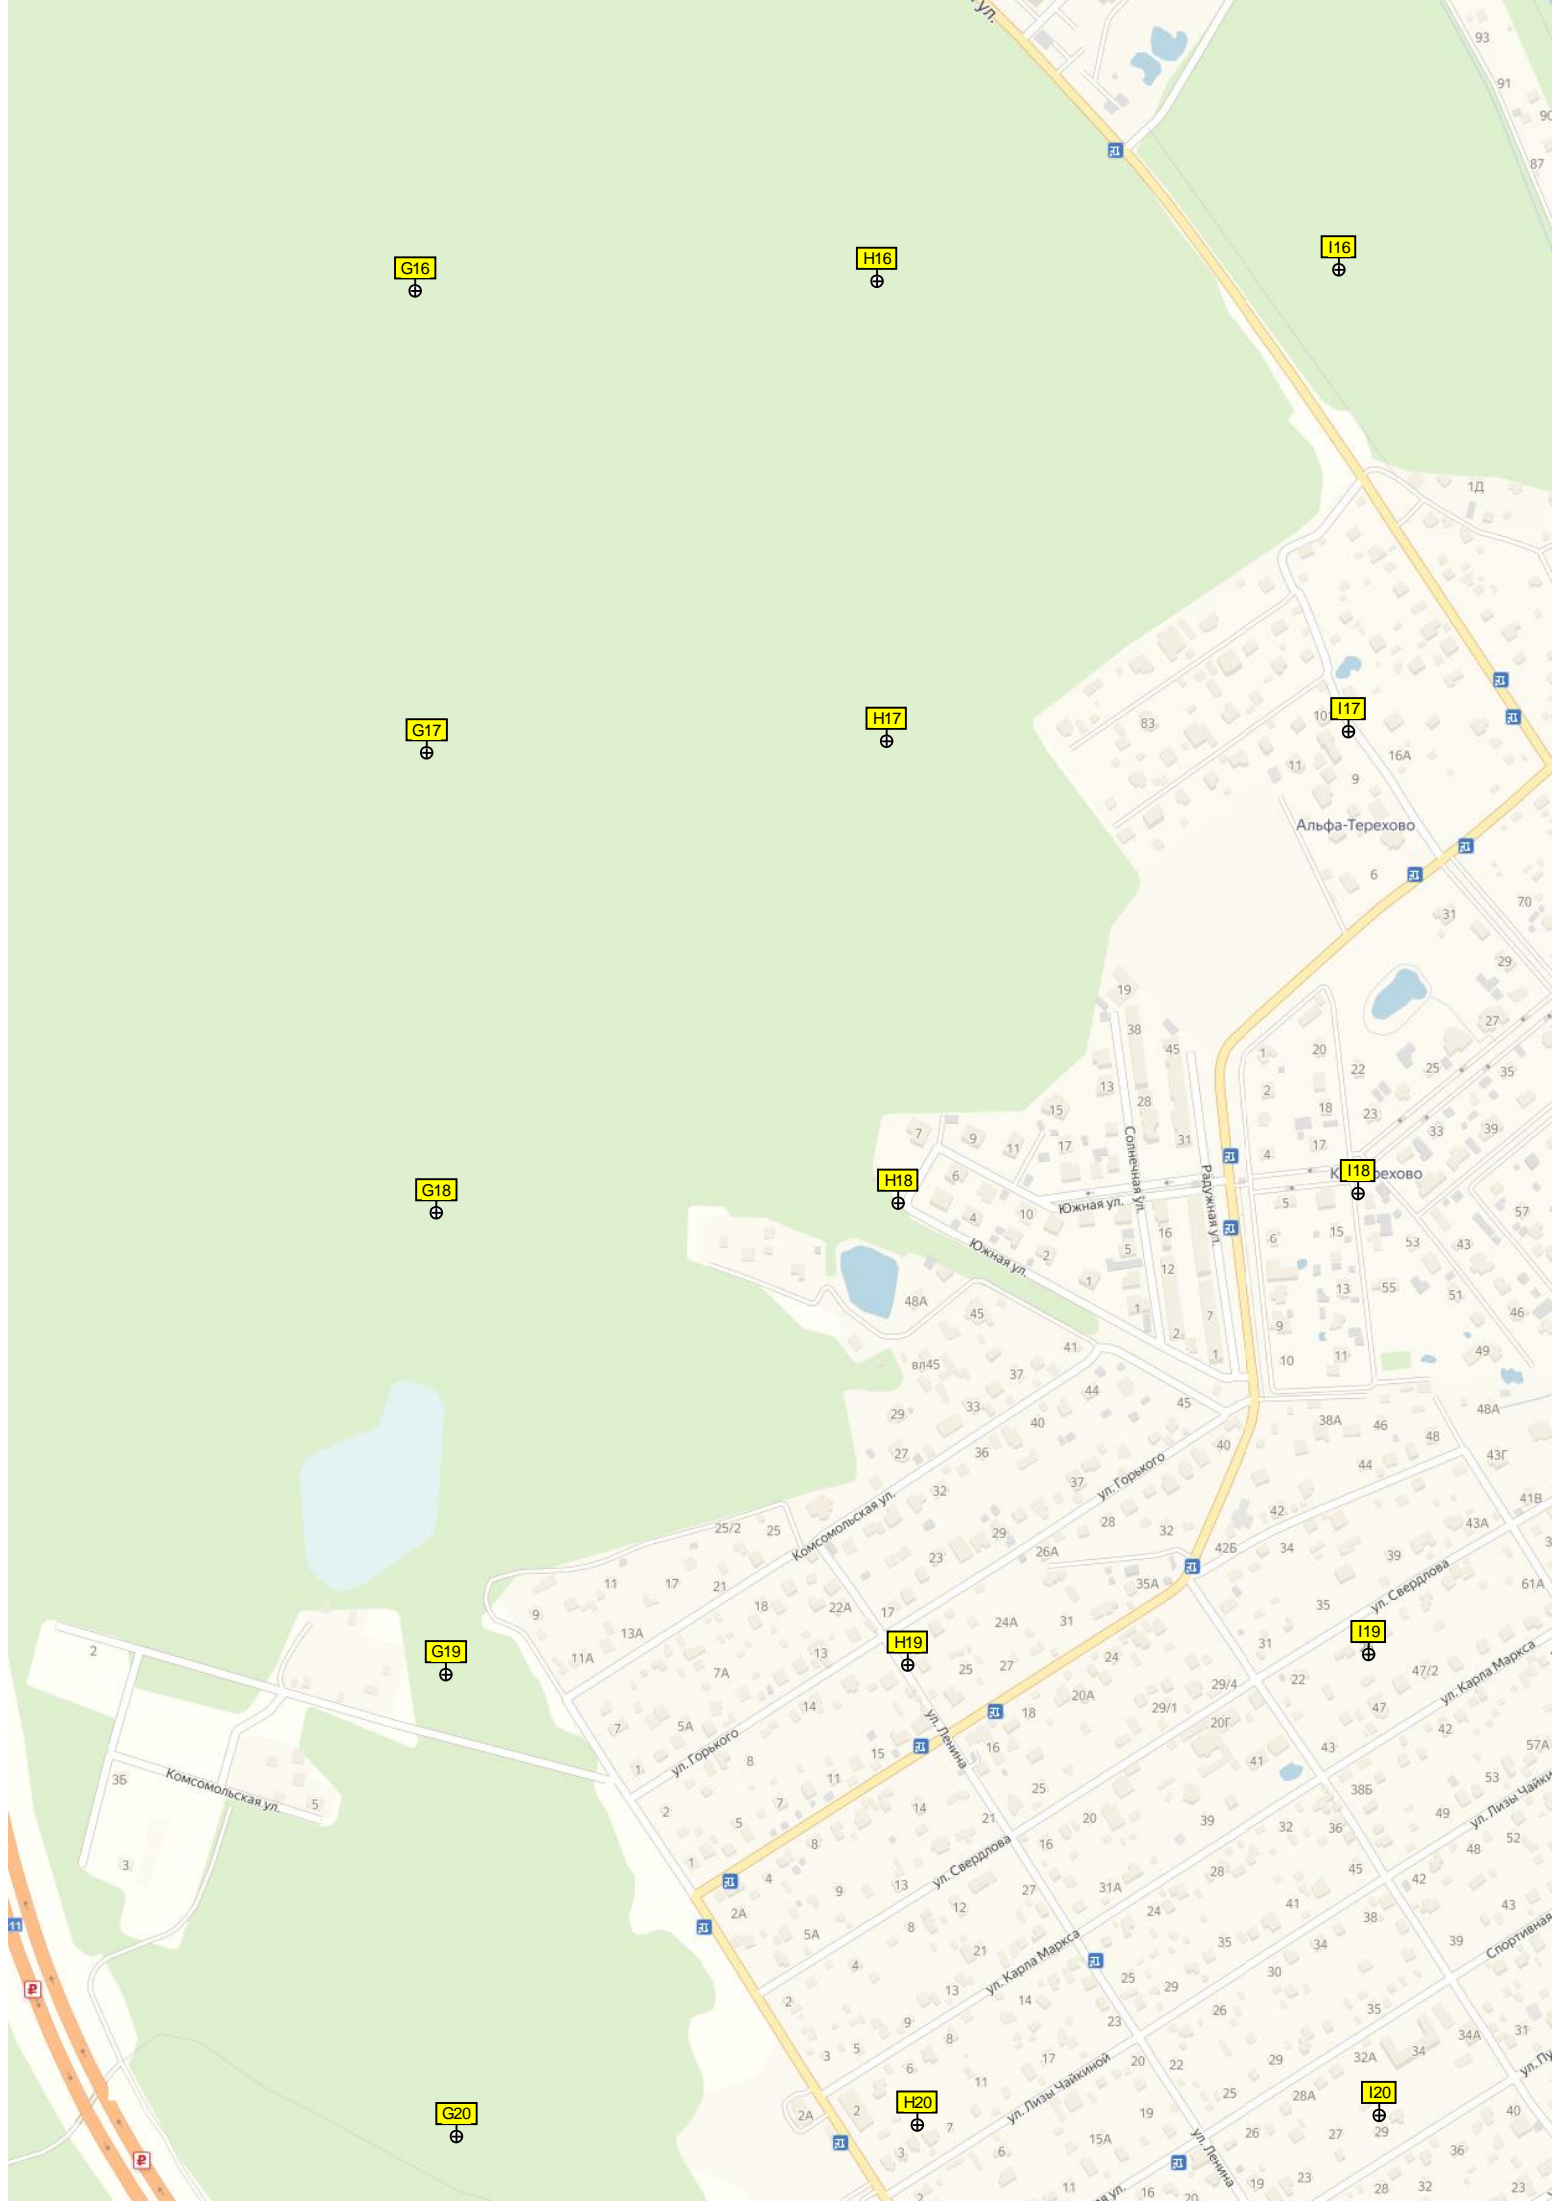 ул.
93
91
90
87
I16
H16
G16
1Д
83
I17
H17
G17
10
16А
11
9
Альфа-Терехово
6
70
31
29
19
38
45
27
1
20
22
25
35
13
2
28
18
23
15
33
39
7
9
11
17
31
17
4
Солнечная ул.
Радужная ул.
I18
H18
G18
6
Южная ул.
4
10
5
57
16
15
53
43
6
Южная ул.
2
5
12
1
13
55
51
46
48А
45
1
7
9
2
41
вл45
1
10
11
49
37
44
45
29
33
40
38А
46
48
48А
27
36
40
44
43Г
37
ул. Горького
32
Комсомольская ул.
42
41В
25/2
25
29
28
32
43А
23
26А
42Б
34
39
11
17
21
35А
ул. Свердлова
61А
9
18
22А
17
24А
31
35
13А
I19
H19
G19
2
13
31
11А
7А
25
27
24
29/4
22
47/2
ул. Карла Маркса
20А
29/1
14
18
47
7
5А
ул. Ленина
20Г
42
ул. Горького
8
15
16
41
43
57А
1
11
25
53
38Б
3Б
Комсомольская ул.
5
7
2
5
14
21
20
39
32
36
49
ул. Лизы Чайки
8
16
52
48
3
1
4
ул. Свердлова
28
45
9
13
27
31А
42
2А
12
24
41
38
43
11
8
5А
21
35
34
39
Спортивная
4
ул. Карла Маркса
30
13
25
29
2
14
26
35
9
23
31
8
34А
3
5
17
20
22
29
32А
34
6
ул. Лизы Чайкиной
11
25
28А
I20
H20
G20
2
2А
7
19
40
3
6
15А
26
27
29
36
ул. Ленина
11
16
20
19
23
28
32
23
2